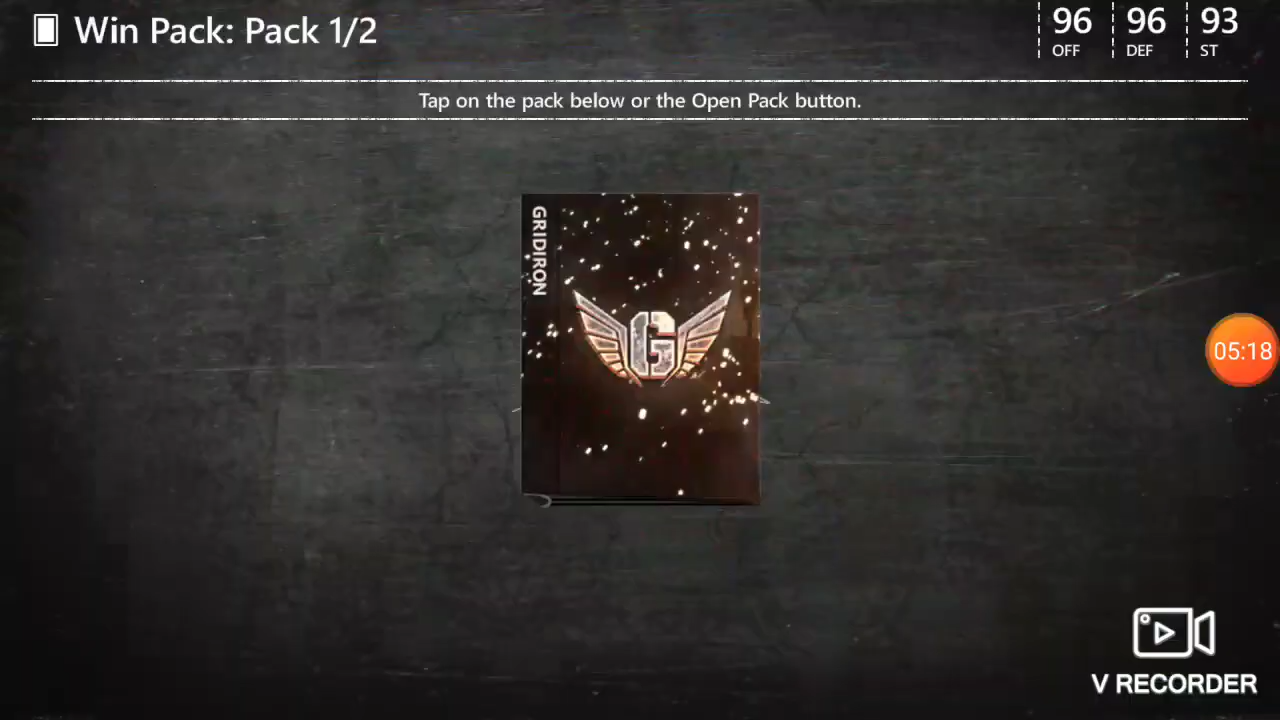 Win Pack: Pack 1/2
96 96 93
OFF DEF ST
Tap on the pack below or the Open Pack button.
GRIDIRON
G
05:18
V RECORDER